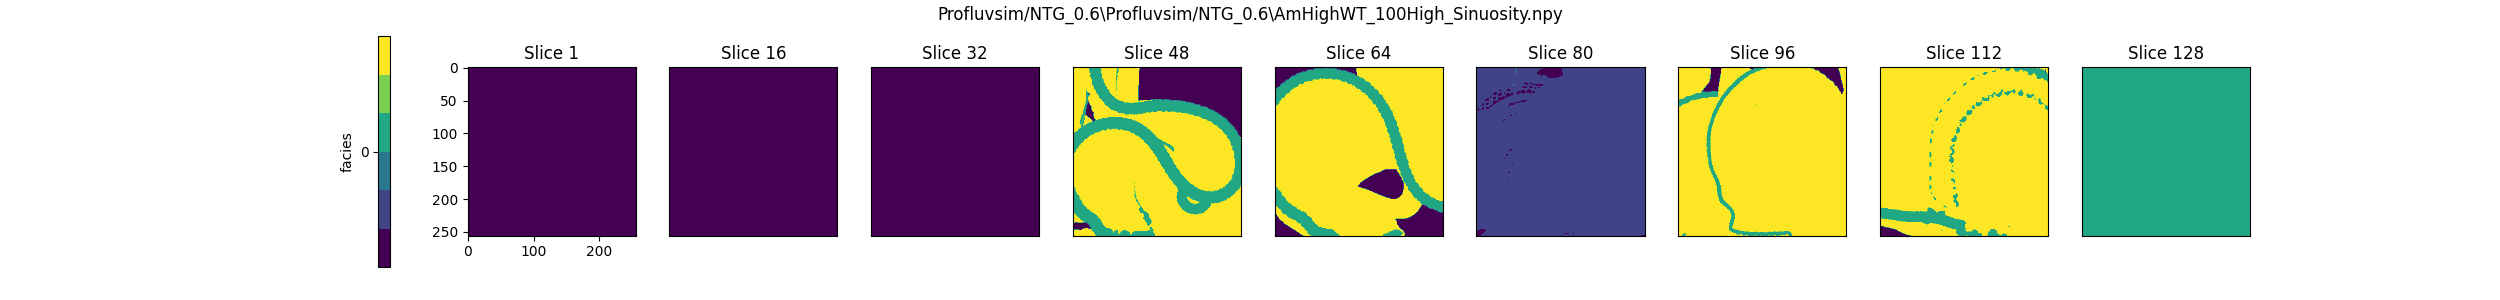 Profluvsim/NTG_0.6\Profluvsim/NTG_0.6\AmHighWT_100High_Sinuosity.npy
Slice 1 Slice 16 Slice 32 Slice 48 Slice 64 Slice 80 Slice 96 Slice 112 Slice 128
facies
0
0
50
100
150
200
250
0 100 200